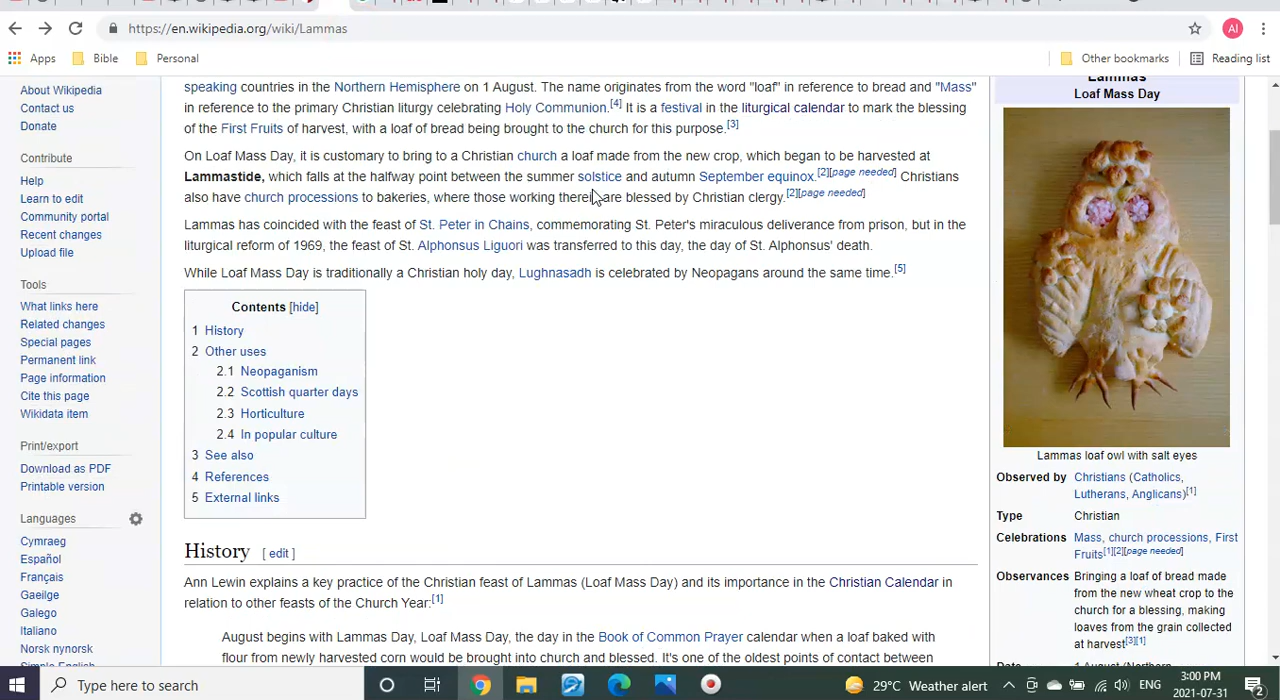 https://en.wikipedia.org/wiki/Lammas
AI
Apps
Bible
Personal
Other bookmarks
Reading list
About Wikipedia
Contact us
Donate
Contribute
Help
Learn to edit
Community portal
Recent changes
Upload file
Tools
What links here
Related changes
Special pages
Permanent link
Page information
Cite this page
Wikidata item
Print/export
Download as PDF
Printable version
Languages
Cymraeg
Español
Français
Gaeilge
Galego
Italiano
Nork nynorsk
Simple English
speaking countries in the Northern Hemisphere on 1 August. The name originates from the word "loaf" in reference to bread and "Mass"
in reference to the primary Christian liturgy celebrating Holy Communion.[4] It is a festival in the liturgical calendar to mark the blessing
of the First Fruits of harvest, with a loaf of bread being brought to the church for this purpose.[3]
On Loaf Mass Day, it is customary to bring to a Christian church a loaf made from the new crop, which began to be harvested at
Lammastide, which falls at the halfway point between the summer solstice and autumn September equinox.[2][page needed] Christians
also have church processions to bakeries, where those working therein are blessed by Christian clergy.[2][page needed]
Lammas has coincided with the feast of St. Peter in Chains, commemorating St. Peter's miraculous deliverance from prison, but in the
liturgical reform of 1969, the feast of St. Alphonsus Liguori was transferred to this day, the day of St. Alphonsus' death.
While Loaf Mass Day is traditionally a Christian holy day, Lughnasadh is celebrated by Neopagans around the same time.[5]
Contents [hide]
1 History
2 Other uses
2.1 Neopaganism
2.2 Scottish quarter days
2.3 Horticulture
2.4 In popular culture
3 See also
4 References
5 External links
History [ edit ]
Ann Lewin explains a key practice of the Christian feast of Lammas (Loaf Mass Day) and its importance in the Christian Calendar in
relation to other feasts of the Church Year:[1]
August begins with Lammas Day, Loaf Mass Day, the day in the Book of Common Prayer calendar when a loaf baked with
flour from newly harvested corn would be brought into church and blessed. It's one of the oldest points of contact between
Lammas
Loaf Mass Day
Lammas loaf owl with salt eyes
Observed by Christians (Catholics,
Lutherans, Anglicans)[1]
Type Christian
Celebrations Mass, church processions, First
Fruits[1][2][page needed]
Observances Bringing a loaf of bread made
from the new wheat crop to the
church for a blessing, making
loaves from the grain collected
at harvest[3][1]
Date 1 August (Northern
Type here to search
29°C Weather alert
ENG
3:00 PM
2021-07-31
2